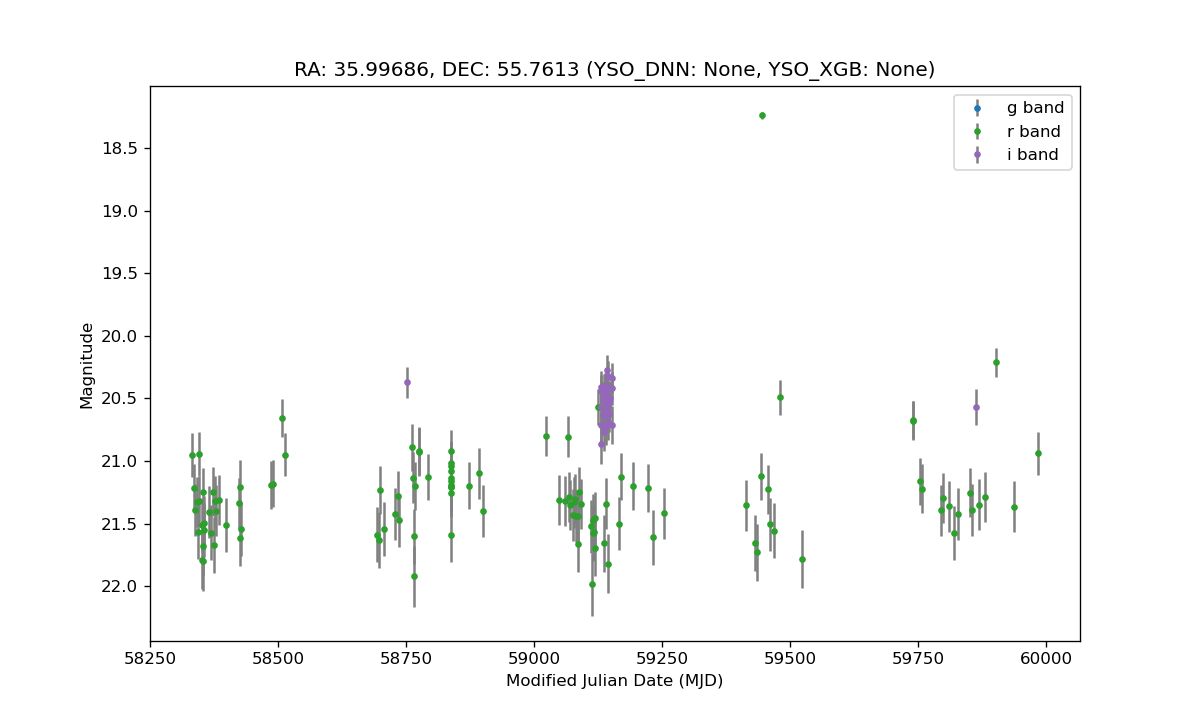 RA: 35.99686, DEC: 55.7613 (YSO_DNN: None, YSO_XGB: None)
g band
r band
i band
18.5
19.0
19.5
20.0
20.5
21.0
21.5
22.0
Magnitude
58250 58500 58750 59000 59250 59500 59750 60000
Modified Julian Date (MJD)